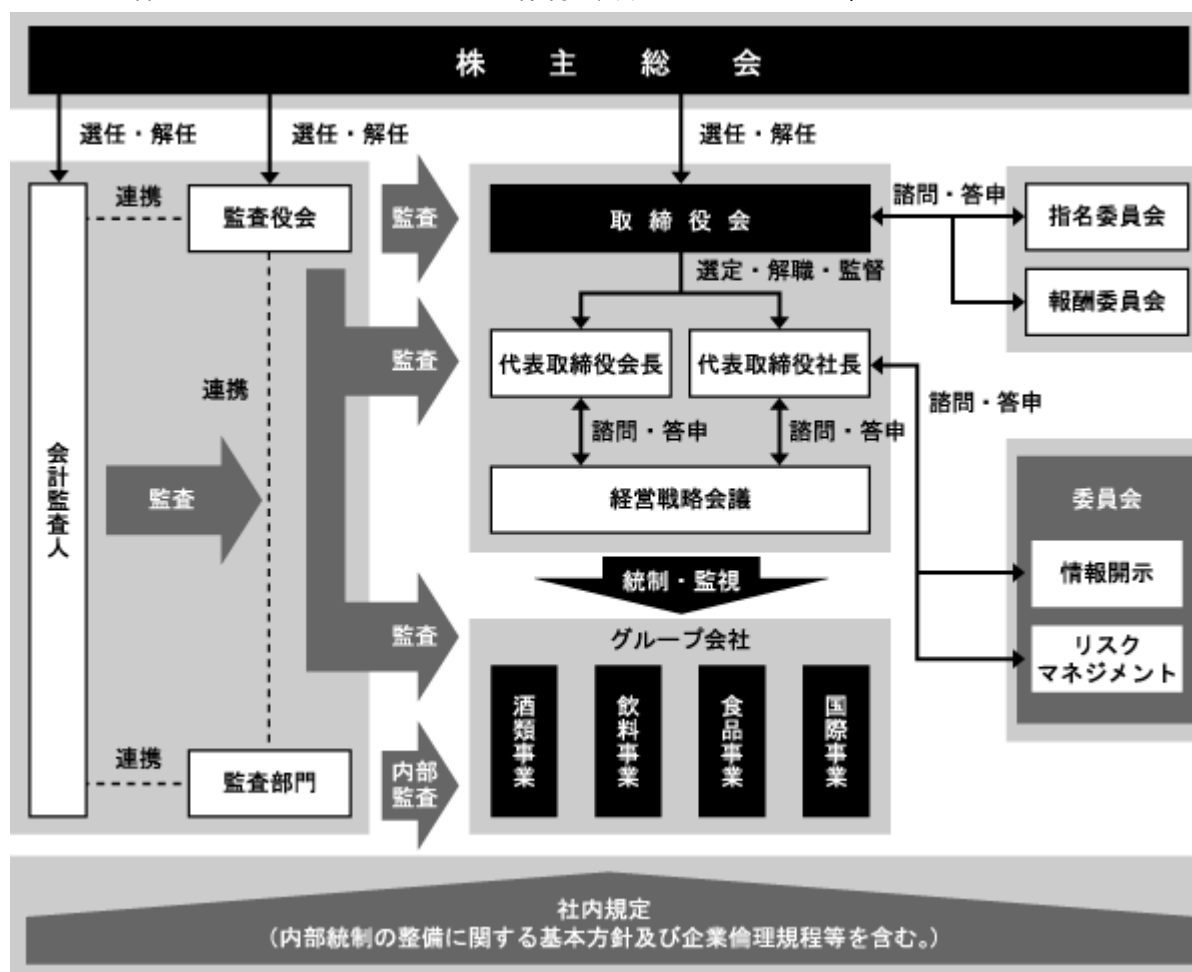 株主総会
選任・解任
選任・解任
選任・解任
連携
監査役会
監査
取締役会
諮問・答申
指名委員会
選定・解職・監督
報酬委員会
監査
代表取締役会長
代表取締役社長
連携
諮問・答申
諮問・答申
諮問・答申
会計監査人
監査
経営戦略会議
委員会
統制・監視
情報開示
監査
グループ会社
リスク
マネジメント
酒類事業
飲料事業
食品事業
国際事業
連携
監査部門
内部
監査
社内規定
(内部統制の整備に関する基本方針及び企業倫理規程等を含む。)